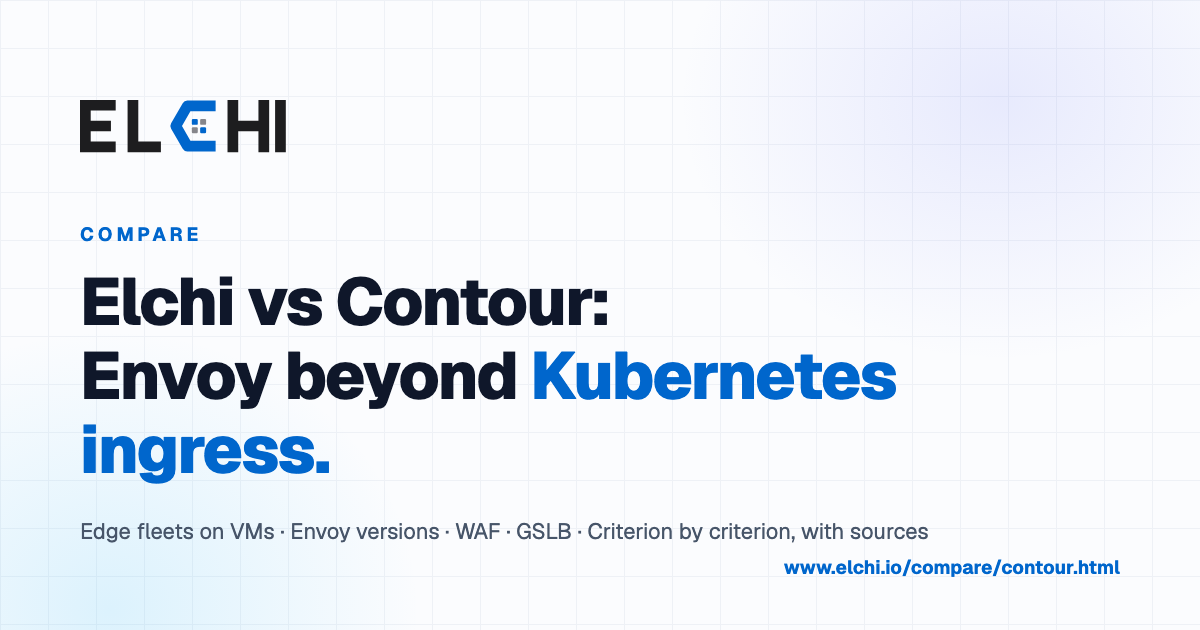 ELCHI
COMPARE
Elchi vs Contour:
Envoy beyond Kubernetes
ingress.
Edge fleets on VMs · Envoy versions · WAF · GSLB · Criterion by criterion, with sources
www.elchi.io/compare/contour.html